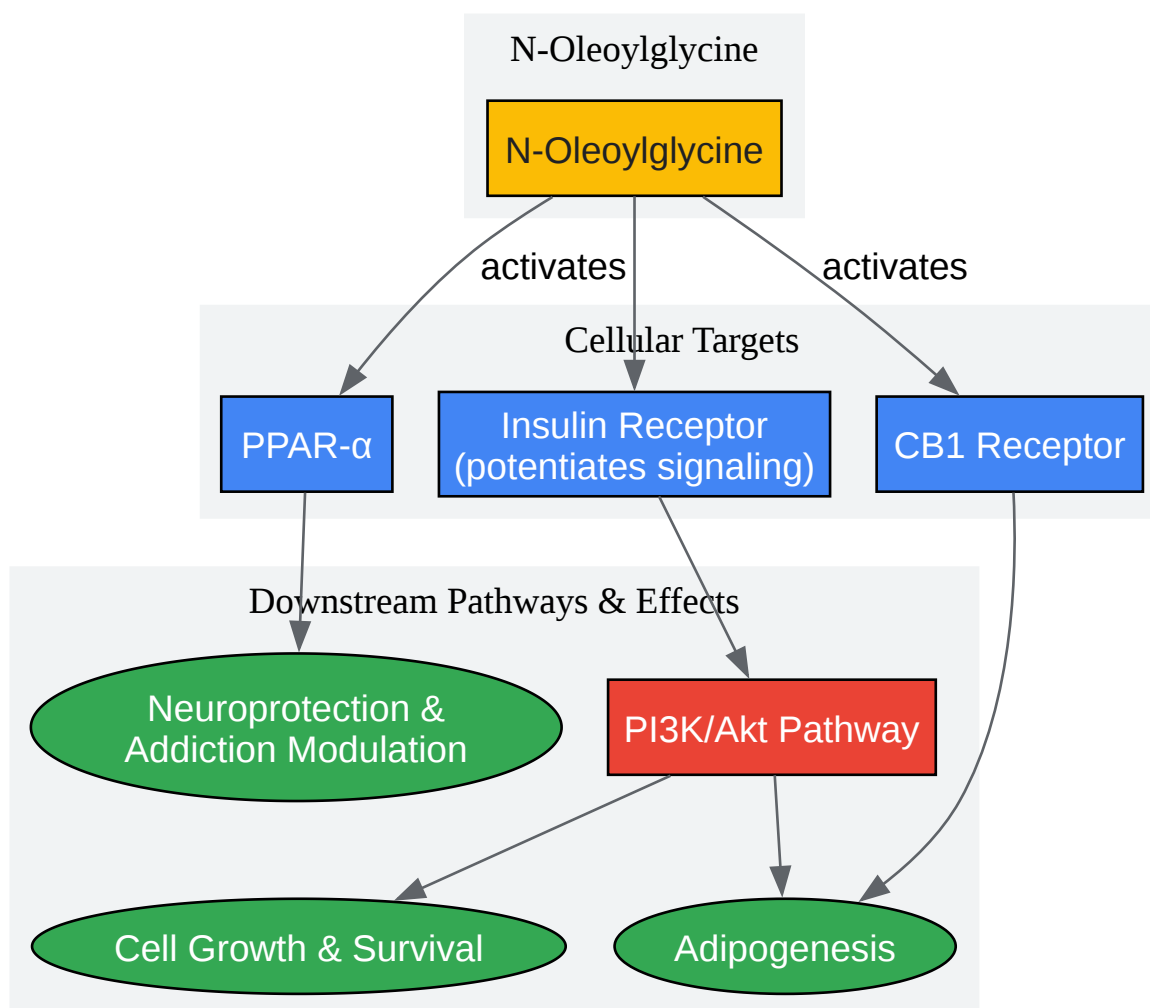 N-Oleoylglycine
N-Oleoylglycine
activates
activates
Cellular Targets
PPAR-α
Insulin Receptor
(potentiates signaling)
CB1 Receptor
Downstream Pathways & Effects
Neuroprotection &
Addiction Modulation
PI3K/Akt Pathway
Cell Growth & Survival
Adipogenesis